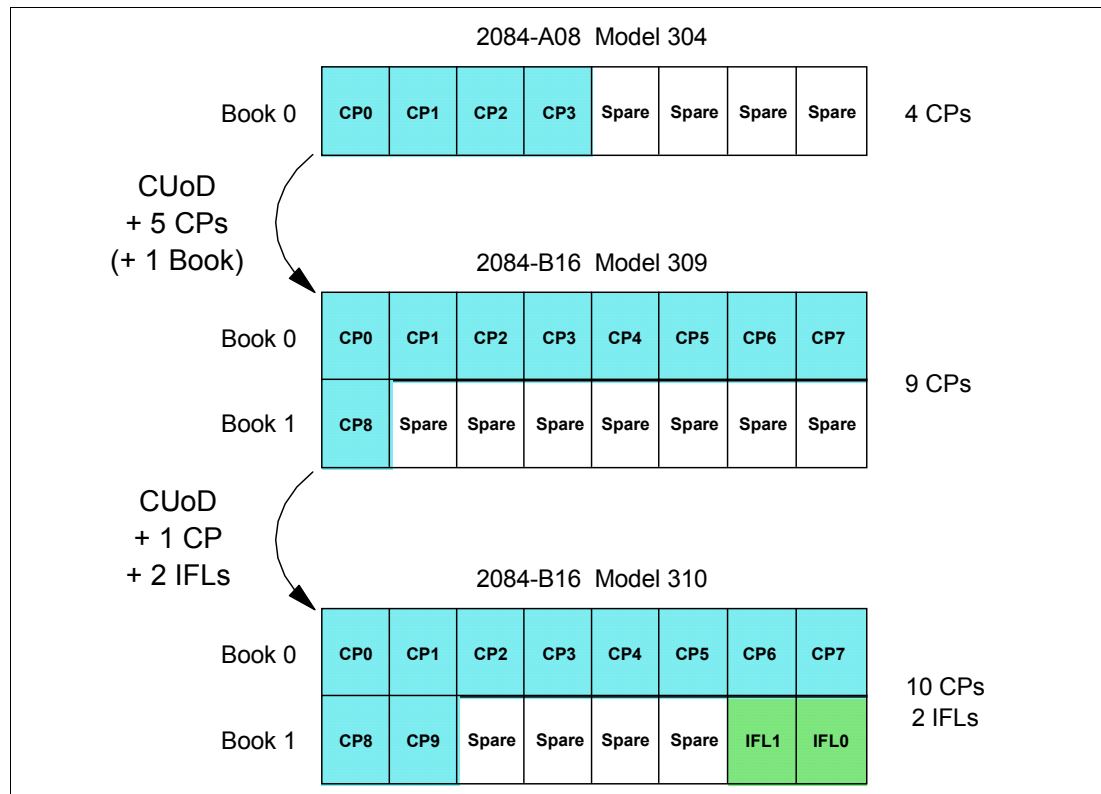 2084-A08 Model 304
Book 0 CP0 CP1 CP2 CP3 Spare Spare Spare Spare 4 CPs
CUoD
+ 5 CPs
(+ 1 Book)
2084-B16 Model 309
Book 0 CP0 CP1 CP2 CP3 CP4 CP5 CP6 CP7
9 CPs
Book 1 CP8 Spare Spare Spare Spare Spare Spare Spare
CUoD
+ 1 CP
+ 2 IFLs
2084-B16 Model 310
Book 0 CP0 CP1 CP2 CP3 CP4 CP5 CP6 CP7
10 CPs
2 IFLs
Book 1 CP8 CP9 Spare Spare Spare Spare IFL1 IFL0